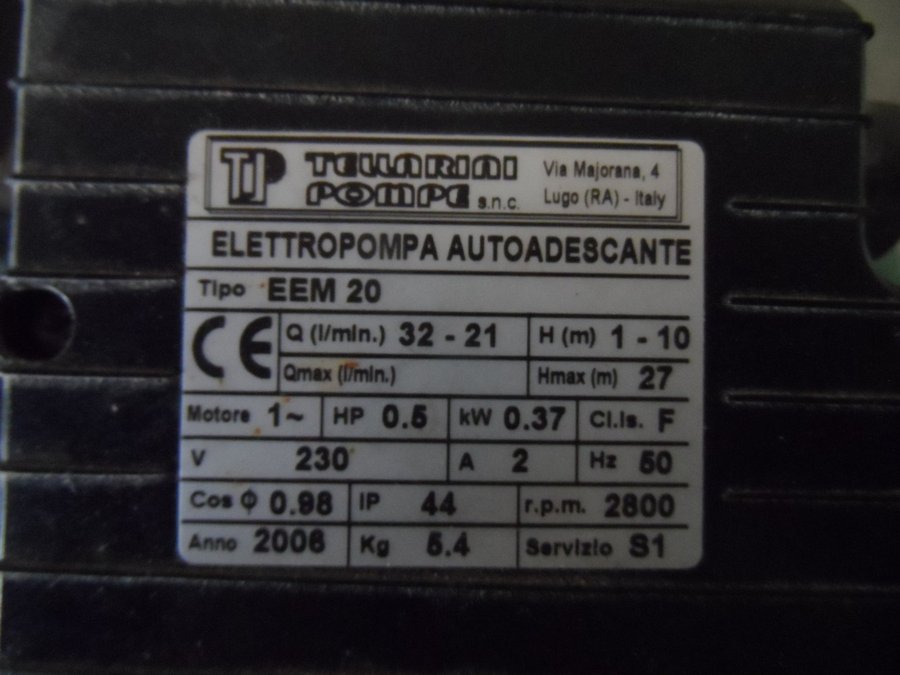 TP TELLARINI POMPE s.n.c. Via Majorana, 4
Lugo (RA) - Italy
ELETTROPOMPA AUTOADESCANTE
Tipo EEM 20
CE Q (l/min.) 32 - 21 H (m) 1 - 10
Qmax (l/min.) Hmax (m) 27
Motore 1~ HP 0.5 kW 0.37 Cl.Is. F
V 230 A 2 Hz 50
Cos ϕ 0.98 IP 44 r.p.m. 2800
Anno 2006 Kg 5.4 Servizio S1